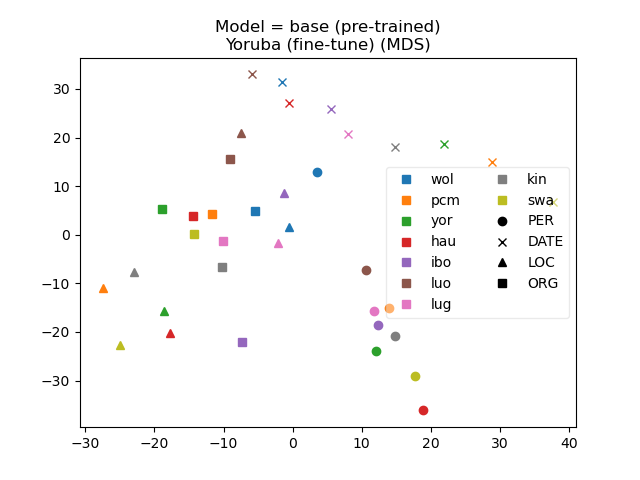 Model = base (pre-trained)
Yoruba (fine-tune) (MDS)
30
20
10
0
−10
−20
−30
−30
−20
−10
0
10
20
30
40
wol
pcm
yor
hau
ibo
luo
lug
kin
swa
PER
DATE
LOC
ORG